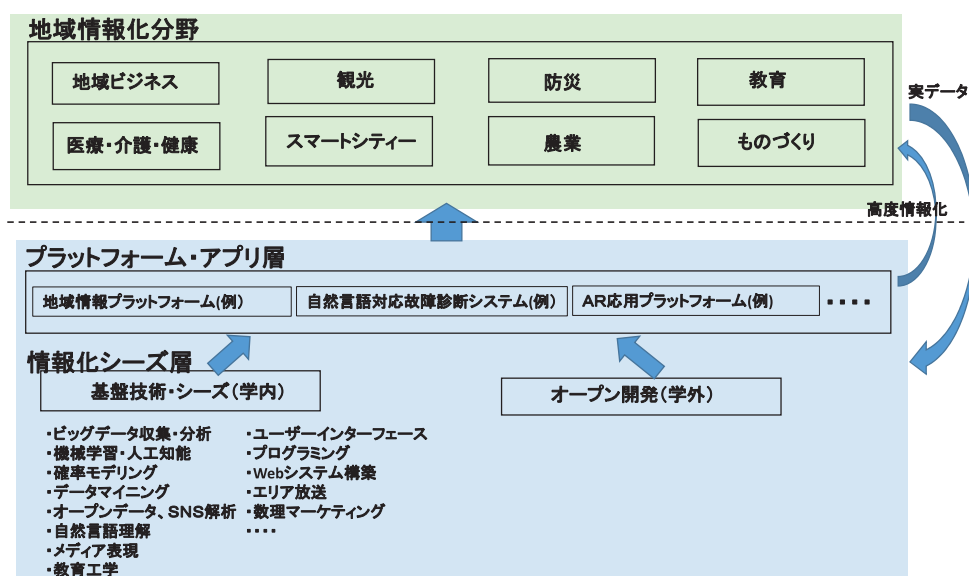 地域情報化分野
地域ビジネス
観光
防災
教育
医療・介護・健康
スマートシティー
農業
ものづくり
実データ
高度情報化
プラットフォーム・アプリ層
地域情報プラットフォーム(例)
自然言語対応故障診断システム(例)
AR応用プラットフォーム(例)
・・・・
情報化シーズ層
基盤技術・シーズ(学内)
オープン開発(学外)
・ビッグデータ収集・分析
・機械学習・人工知能
・確率モデリング
・データマイニング
・オープンデータ、SNS解析
・自然言語理解
・メディア表現
・教育工学
・ユーザーインターフェース
・プログラミング
・Webシステム構築
・エリア放送
・数理マーケティング
・・・・